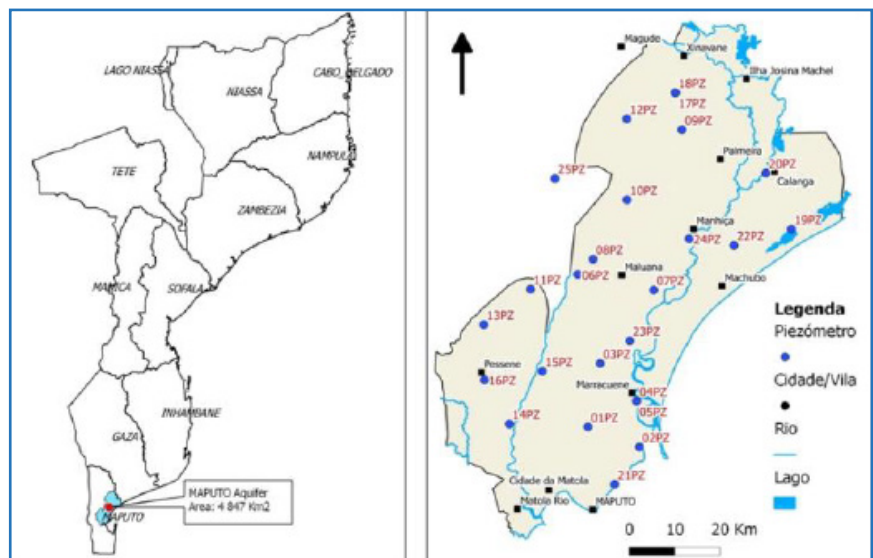 LAGO NIASSA
CABO_DELGADO
NIASSA
NAMPULA
TETE
ZAMBEZIA
MANICA
SOFALA
INHAMBANE
GAZA
MAPUTO Aquifer
Area: 4 847 Km2
MAPUTO
Magude
Xinavane
Ilha Josina Machel
18PZ
17PZ
12PZ
09PZ
Palmeira
20PZ
Calanga
25PZ
10PZ
Manhiça
19PZ
24PZ
22PZ
08PZ
06PZ
Maluana
11PZ
07PZ
Machubo
13PZ
23PZ
03PZ
Pessene
15PZ
16PZ
Marracuene
04PZ
05PZ
14PZ
01PZ
02PZ
21PZ
Cidade da Matola
Matola Rio
MAPUTO
Legenda
Piezómetro
Cidade/Vila
Rio
Lago
0 10 20 Km